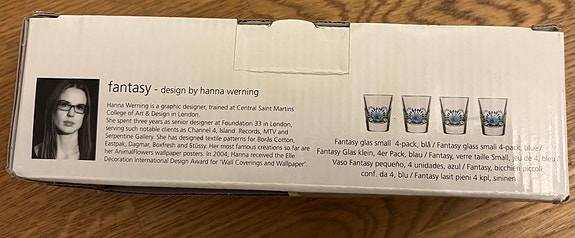 fantasy - design by hanna werning
Hanna Werning is a graphic designer, trained at Central Saint Martins
College of Art & Design in London.
She spent three years as senior designer at Foundation 33 in London,
serving such notable clients as Channel 4, Island Records, MTV and
Serpentine Gallery. She has designed textile patterns for Borås Cotton,
Eastpak, Dagmar, Boxfresh and Stüssy. Her most famous creations so far are
her AnimalFlowers wallpaper posters. In 2004, Hanna received the Elle
Decoration International Design Award for 'Wall Coverings and Wallpaper'.
Fantasy glas small 4-pack, blå / Fantasy glass small 4-pack, blue /
Fantasy Glas klein, 4er Pack, blau / Fantasy, verre taille Small, jeu de 4, bleu
Vaso Fantasy pequeño, 4 unidades, azul / Fantasy, bicchieri piccoli;
conf. da 4, blu / Fantasy lasit pieni 4 kpl, sininen